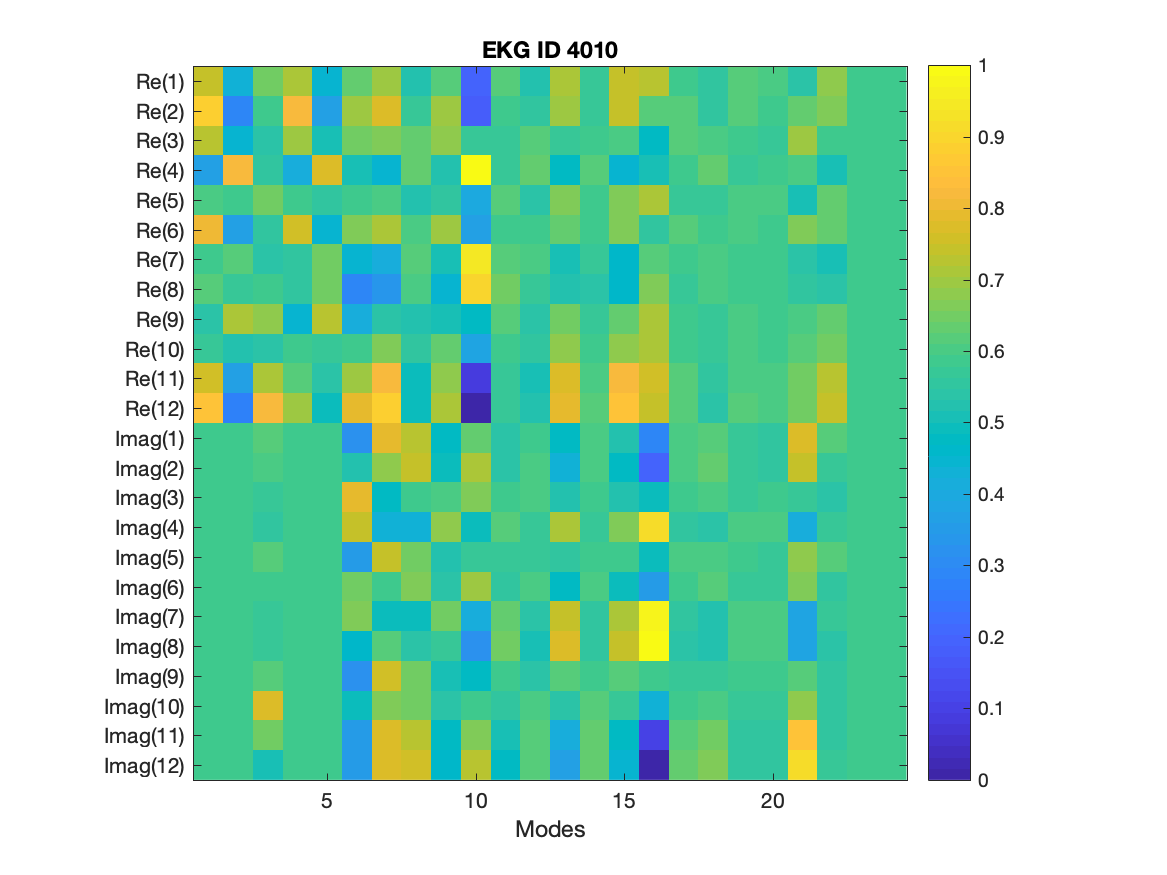 EKG ID 4010
Re(1)
Re(2)
Re(3)
Re(4)
Re(5)
Re(6)
Re(7)
Re(8)
Re(9)
Re(10)
Re(11)
Re(12)
Imag(1)
Imag(2)
Imag(3)
Imag(4)
Imag(5)
Imag(6)
Imag(7)
Imag(8)
Imag(9)
Imag(10)
Imag(11)
Imag(12)
5 10 15 20
Modes
1
0.9
0.8
0.7
0.6
0.5
0.4
0.3
0.2
0.1
0